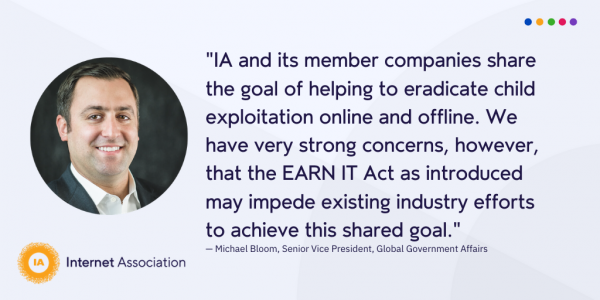 "IA and its member companies share
the goal of helping to eradicate child
exploitation online and offline. We
have very strong concerns, however,
that the EARN IT Act as introduced
may impede existing industry efforts
to achieve this shared goal."
— Michael Bloom, Senior Vice President, Global Government Affairs
IA
Internet Association